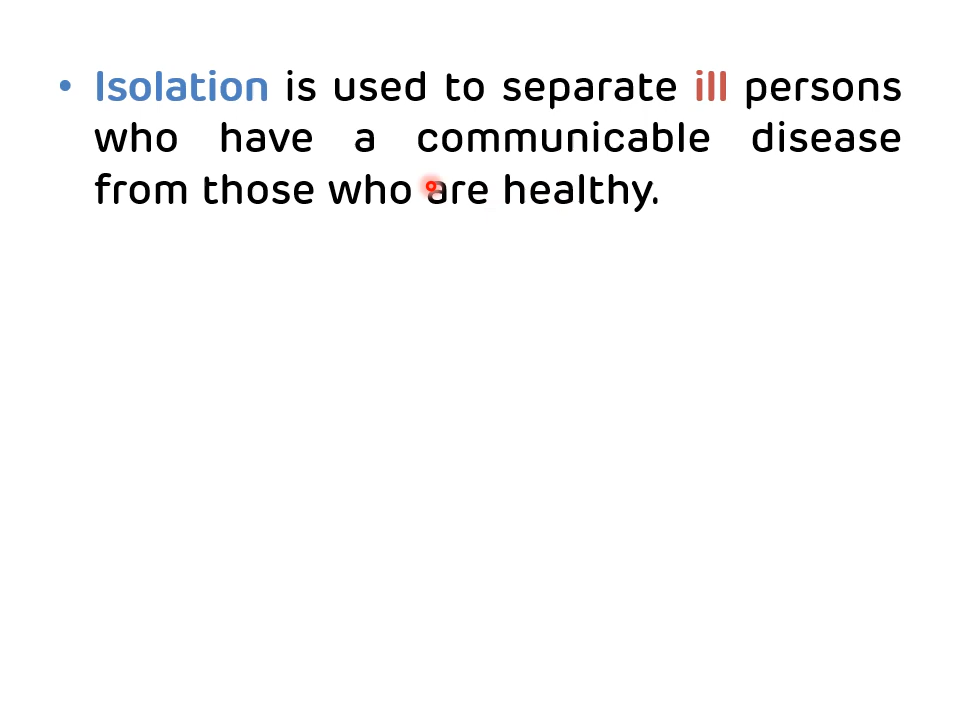 • Isolation is used to separate ill persons
who have a communicable disease
from those who are healthy.